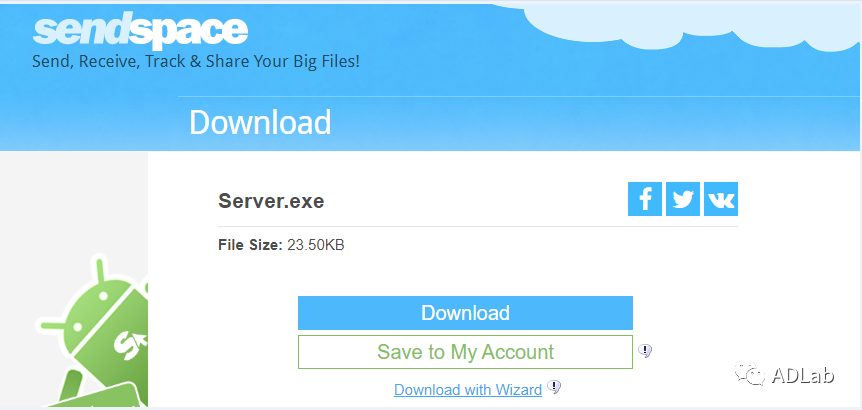 sendspace
Send, Receive, Track & Share Your Big Files!
Download
Server.exe
File Size: 23.50KB
Download
Save to My Account
Download with Wizard
ADLab